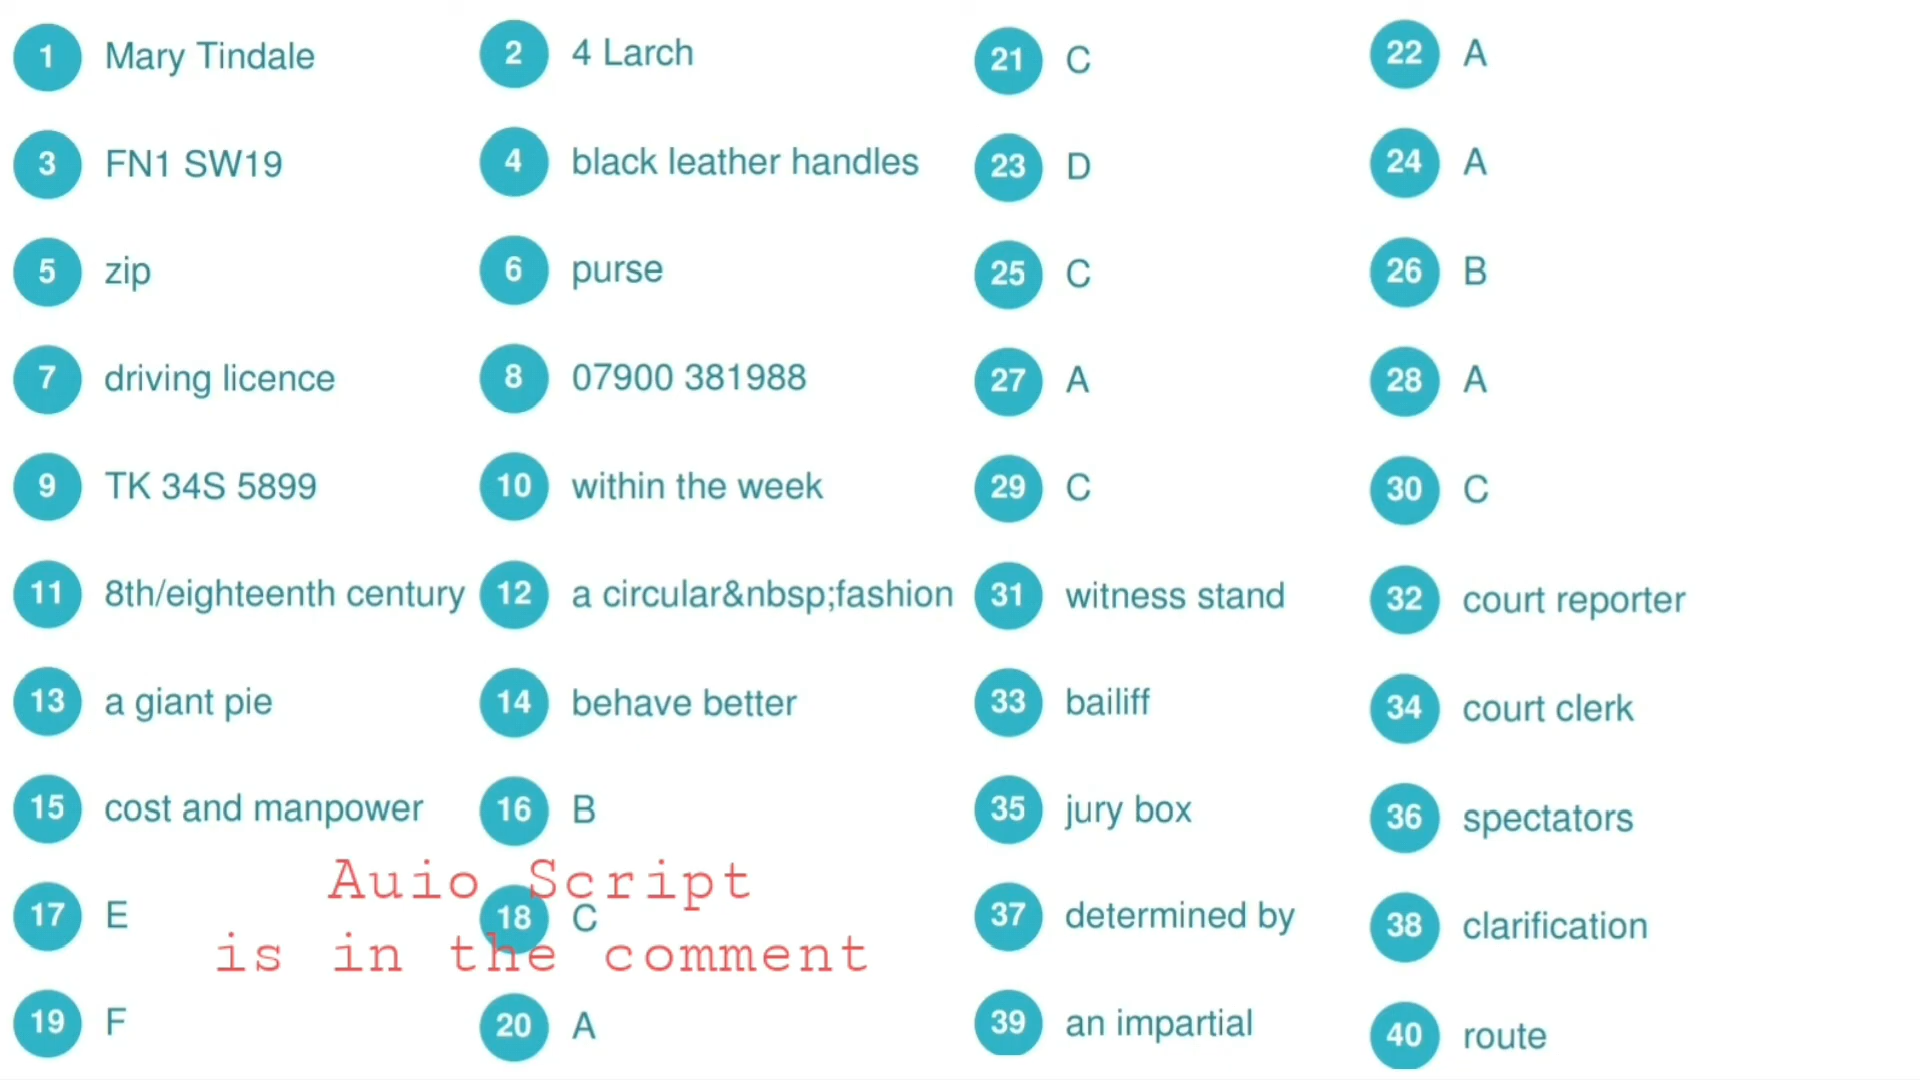 1 Mary Tindale
2 4 Larch
3 FN1 SW19
4 black leather handles
5 zip
6 purse
7 driving licence
8 07900 381988
9 TK 34S 5899
10 within the week
11 8th/eighteenth century
12 a circular&nbsp;fashion
13 a giant pie
14 behave better
15 cost and manpower
16 B
17 E
18 C
19 F
20 A
Auio Script
is in the comment
21 C
22 A
23 D
24 A
25 C
26 B
27 A
28 A
29 C
30 C
31 witness stand
32 court reporter
33 bailiff
34 court clerk
35 jury box
36 spectators
37 determined by
38 clarification
39 an impartial
40 route